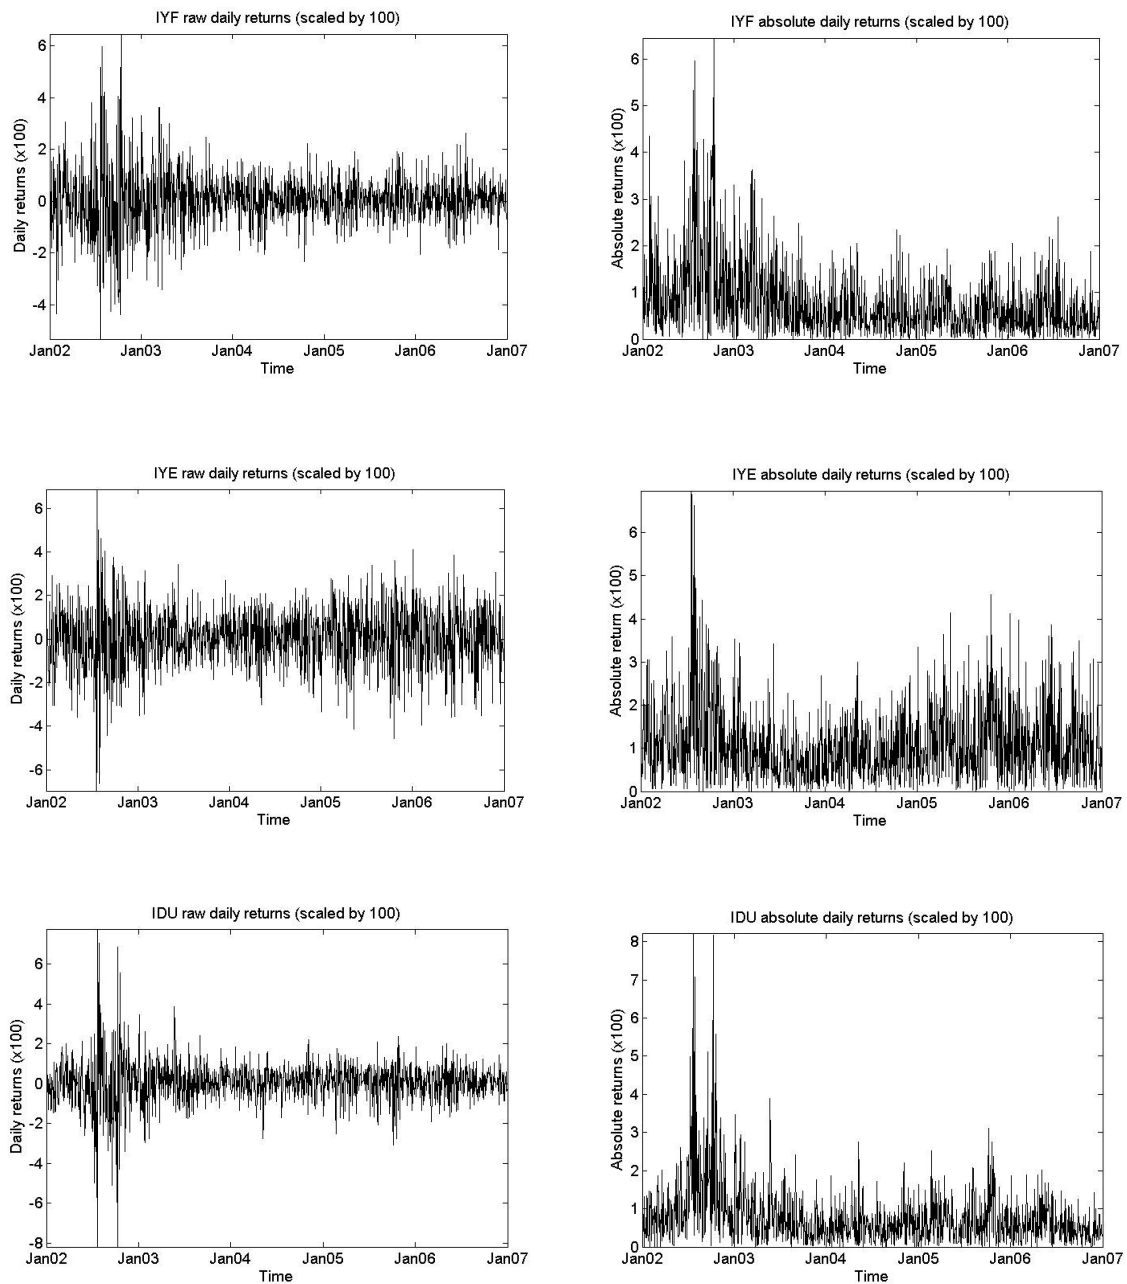 IYF raw daily returns (scaled by 100)
Daily returns (x100)
6
4
2
0
-2
-4
Jan02 Jan03 Jan04 Jan05 Jan06 Jan07
Time
IYF absolute daily returns (scaled by 100)
Absolute returns (x100)
6
5
4
3
2
1
0
Jan02 Jan03 Jan04 Jan05 Jan06 Jan07
Time
IYE raw daily returns (scaled by 100)
Daily returns (x100)
6
4
2
0
-2
-4
-6
Jan02 Jan03 Jan04 Jan05 Jan06 Jan07
Time
IYE absolute daily returns (scaled by 100)
Absolute return (x100)
6
5
4
3
2
1
0
Jan02 Jan03 Jan04 Jan05 Jan06 Jan07
Time
IDU raw daily returns (scaled by 100)
Daily returns (x100)
6
4
2
0
-2
-4
-6
-8
Jan02 Jan03 Jan04 Jan05 Jan06 Jan07
Time
IDU absolute daily returns (scaled by 100)
Absolute returns (x100)
8
7
6
5
4
3
2
1
0
Jan02 Jan03 Jan04 Jan05 Jan06 Jan07
Time